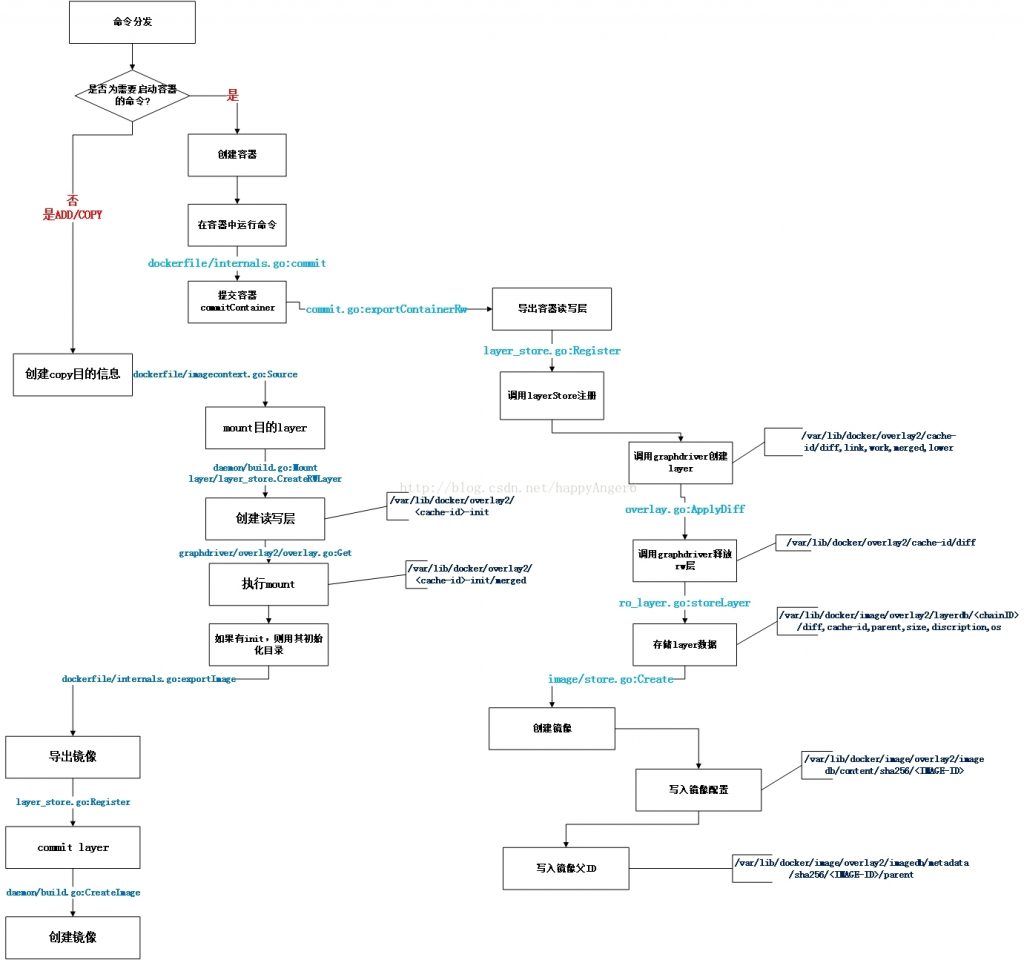 命令分发
是否为需要启动容器
的命令?
是
创建容器
否
是ADD/COPY
在容器中运行命令
dockerfile/internals.go:commit
提交容器
commitContainer
commit.go:exportContainerRw
导出容器读写层
layer_store.go:Register
调用layerStore注册
创建copy目的信息
dockerfile/imagecontext.go:Source
mount目的layer
daemon/build.go:Mount
layer/layer_store.CreateRWLayer
创建读写层
/var/lib/docker/overlay2/
<cache-id>-init
graphdriver/overlay2/overlay.go:Get
执行mount
/var/lib/docker/overlay2/
<cache-id>-init/merged
如果有init，则用其初始
化目录
dockerfile/internals.go:exportImage
导出镜像
layer_store.go:Register
commit layer
daemon/build.go:CreateImage
创建镜像
调用graphdriver创建
layer
/var/lib/docker/overlay2/cache-
id/diff,link,work,merged,lower
http://blog.csdn.net/happyAnger6
overlay.go:ApplyDiff
调用graphdriver释放
rw层
/var/lib/docker/overlay2/cache-id/diff
ro_layer.go:storeLayer
存储layer数据
/var/lib/docker/image/overlay2/layerdb/<chainID>
/diff,cache-id,parent,size,discription,os
image/store.go:Create
创建镜像
写入镜像配置
/var/lib/docker/image/overlay2/image
db/content/sha256/<IMAGE-ID>
写入镜像父ID
/var/lib/docker/image/overlay2/imagedb/metadata
/sha256/<IMAGE-ID>/parent